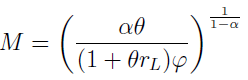 M = \left( \frac{\alpha\theta}{(1 + \theta r_L)\varphi} \right)^{\frac{1}{1-\alpha}}